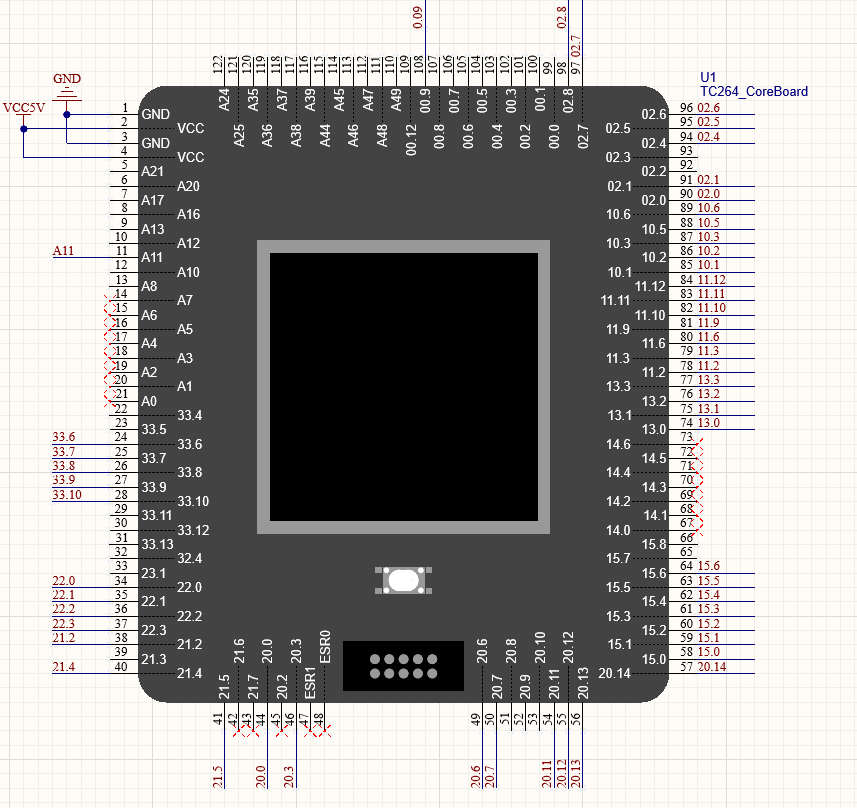 0.09
02.8
02.7
U1
TC264_CoreBoard
GND
VCC5V
122 A24
121 A25
120 A35
119 A36
118 A37
117 A38
116 A39
115 A44
114 A45
113 A46
112 A47
111 A48
110 A49
109 00.12
108 00.9
107 00.8
106 00.7
105 00.6
104 00.5
103 00.4
102 00.3
101 00.2
100 00.1
99 00.0
98 02.8
97 02.7
1 GND
2 VCC
3 GND
4 VCC
5 A21
6 A20
7 A17
8 A16
9 A13
10 A12
A11 11 A11
12 A10
13 A8
14 A7
15 A6
16 A5
17 A4
18 A3
19 A2
20 A1
21 A0
22 33.4
23 33.5
33.6 24 33.6
33.7 25 33.7
33.8 26 33.8
33.9 27 33.9
33.10 28 33.10
29 33.11
30 33.12
31 33.13
32 32.4
33 23.1
22.0 34 22.0
22.1 35 22.1
22.2 36 22.2
22.3 37 22.3
21.2 38 21.2
39 21.3
21.4 40 21.4
02.6 96 02.6
02.5 95 02.5
02.4 94 02.4
02.3 93
02.2 92
02.1 91 02.1
02.0 90 02.0
10.6 89 10.6
10.5 88 10.5
10.3 87 10.3
10.2 86 10.2
10.1 85 10.1
11.12 84 11.12
11.11 83 11.11
11.10 82 11.10
11.9 81 11.9
11.6 80 11.6
11.3 79 11.3
11.2 78 11.2
13.3 77 13.3
13.2 76 13.2
13.1 75 13.1
13.0 74 13.0
14.6 73
14.5 72
14.4 71
14.3 70
14.2 69
14.1 68
14.0 67
15.8 66
15.7 65
15.6 64 15.6
15.5 63 15.5
15.4 62 15.4
15.3 61 15.3
15.2 60 15.2
15.1 59 15.1
15.0 58 15.0
20.14 57 20.14
21.5 41 21.5
21.6 42
21.7 43
20.0 44 20.0
20.2 45
20.3 46 20.3
ESR1 47
ESR0 48
20.6 49 20.6
20.7 50 20.7
20.8 51
20.9 52
20.10 53
20.11 54 20.11
20.12 55 20.12
20.13 56 20.13